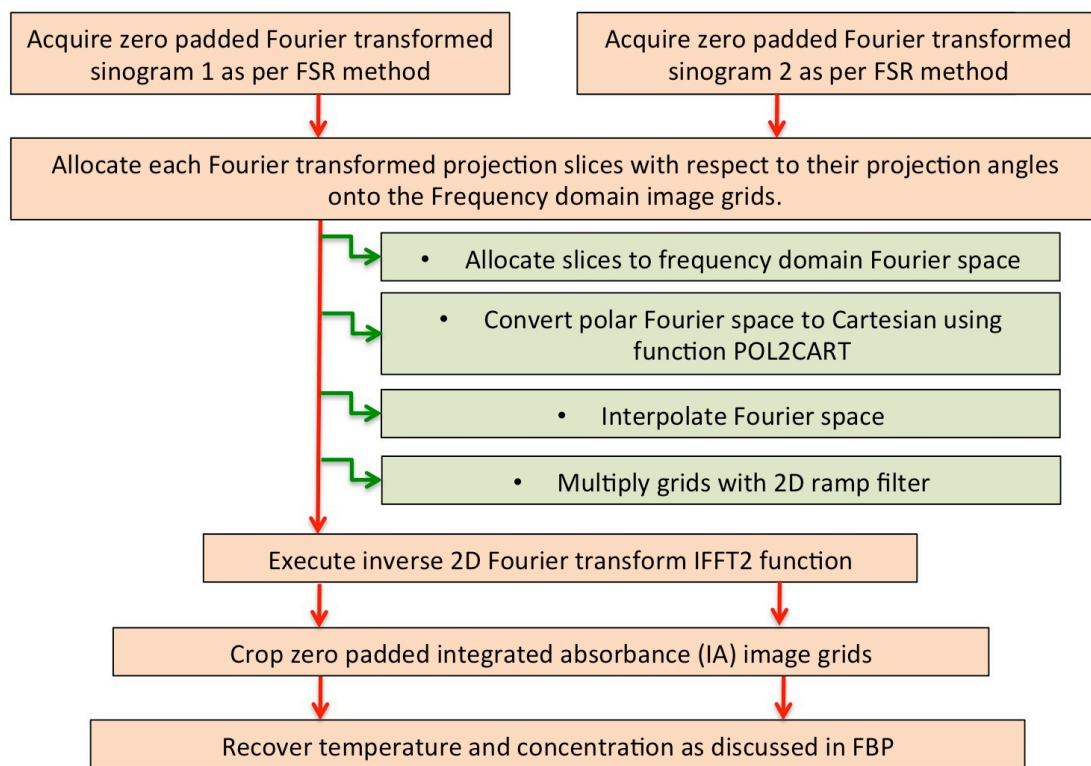 Acquire zero padded Fourier transformed
sinogram 1 as per FSR method
Acquire zero padded Fourier transformed
sinogram 2 as per FSR method
Allocate each Fourier transformed projection slices with respect to their projection angles
onto the Frequency domain image grids.
• Allocate slices to frequency domain Fourier space
• Convert polar Fourier space to Cartesian using
function POL2CART
• Interpolate Fourier space
• Multiply grids with 2D ramp filter
Execute inverse 2D Fourier transform IFFT2 function
Crop zero padded integrated absorbance (IA) image grids
Recover temperature and concentration as discussed in FBP